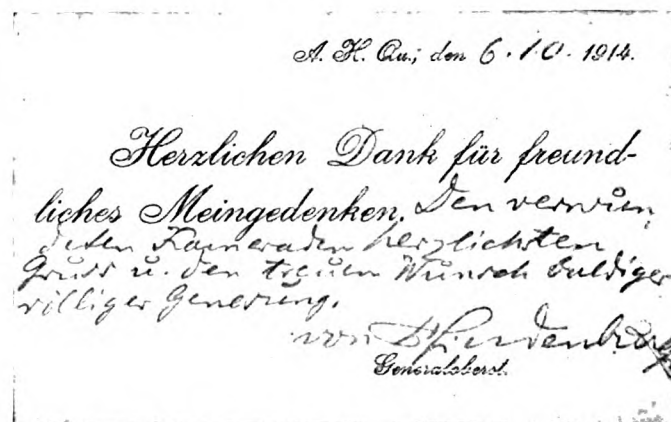 A. H. Qu., den 6. 10. 1914.
Herzlichen Dank für freund-
liches Meingedenken. Den verwun
deten Kameraden herzlichsten
Gruss u. den treuen Wunsch baldiger
völliger Genesung.
von Hindenburg
Generaloberst.